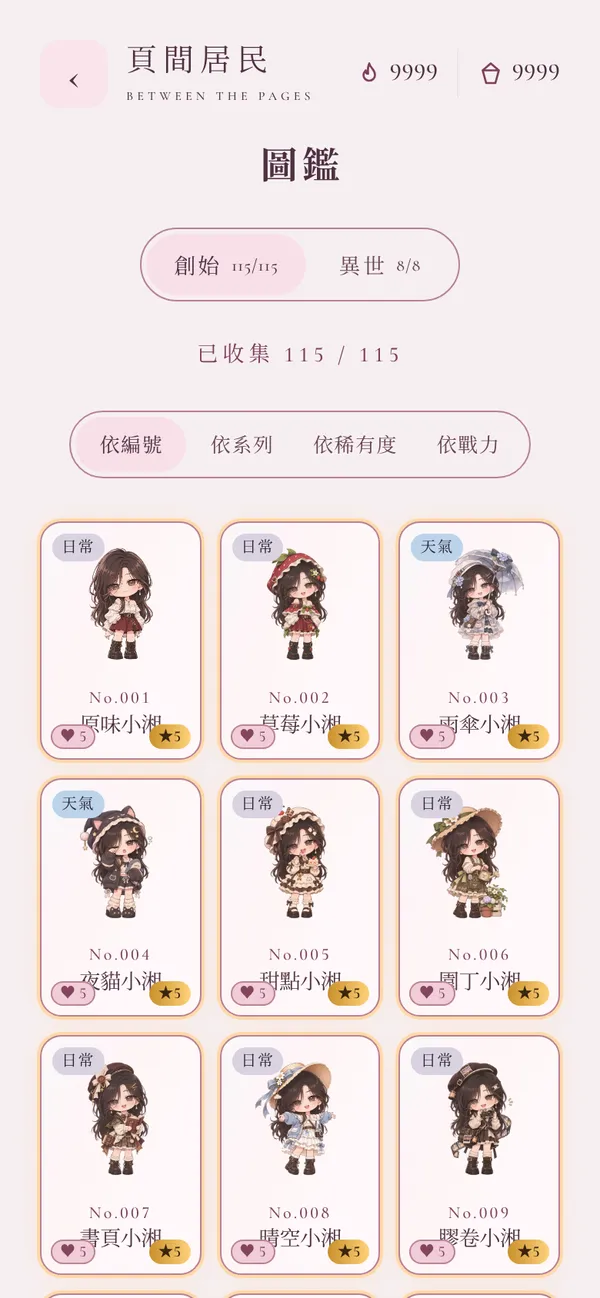 頁間居民
BETWEEN THE PAGES
9999
9999
圖鑑
創始 115/115
異世 8/8
已收集 115 / 115
依編號
依系列
依稀有度
依戰力
日常
No.001
原味小湘
♥ 5
★5
日常
No.002
草莓小湘
♥ 5
★5
天氣
No.003
雨傘小湘
♥ 5
★5
天氣
No.004
夜貓小湘
♥ 5
★5
日常
No.005
甜點小湘
♥ 5
★5
日常
No.006
園丁小湘
♥ 5
★5
日常
No.007
書頁小湘
♥ 5
★5
日常
No.008
晴空小湘
♥ 5
★5
日常
No.009
膠卷小湘
♥ 5
★5